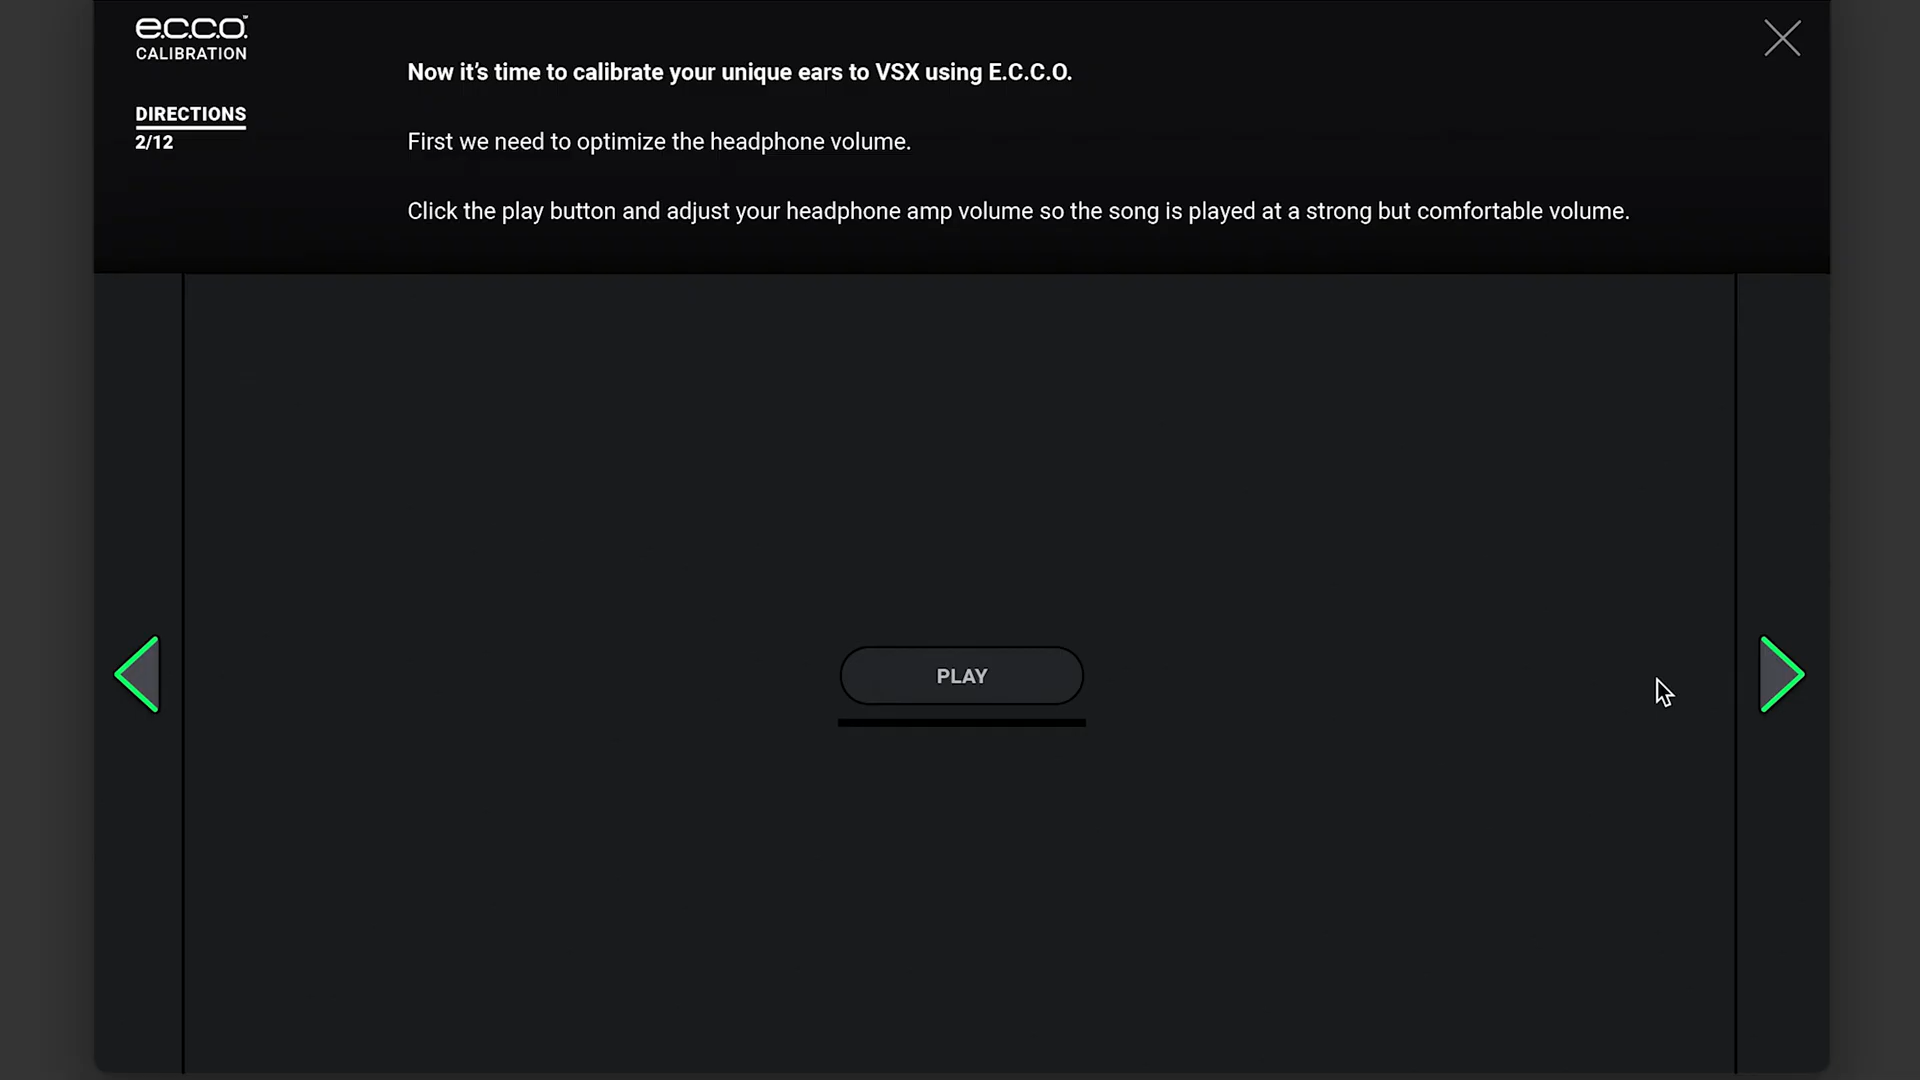 e.c.c.o.™
CALIBRATION
DIRECTIONS
2/12
Now it’s time to calibrate your unique ears to VSX using E.C.C.O.
First we need to optimize the headphone volume.
Click the play button and adjust your headphone amp volume so the song is played at a strong but comfortable volume.
PLAY